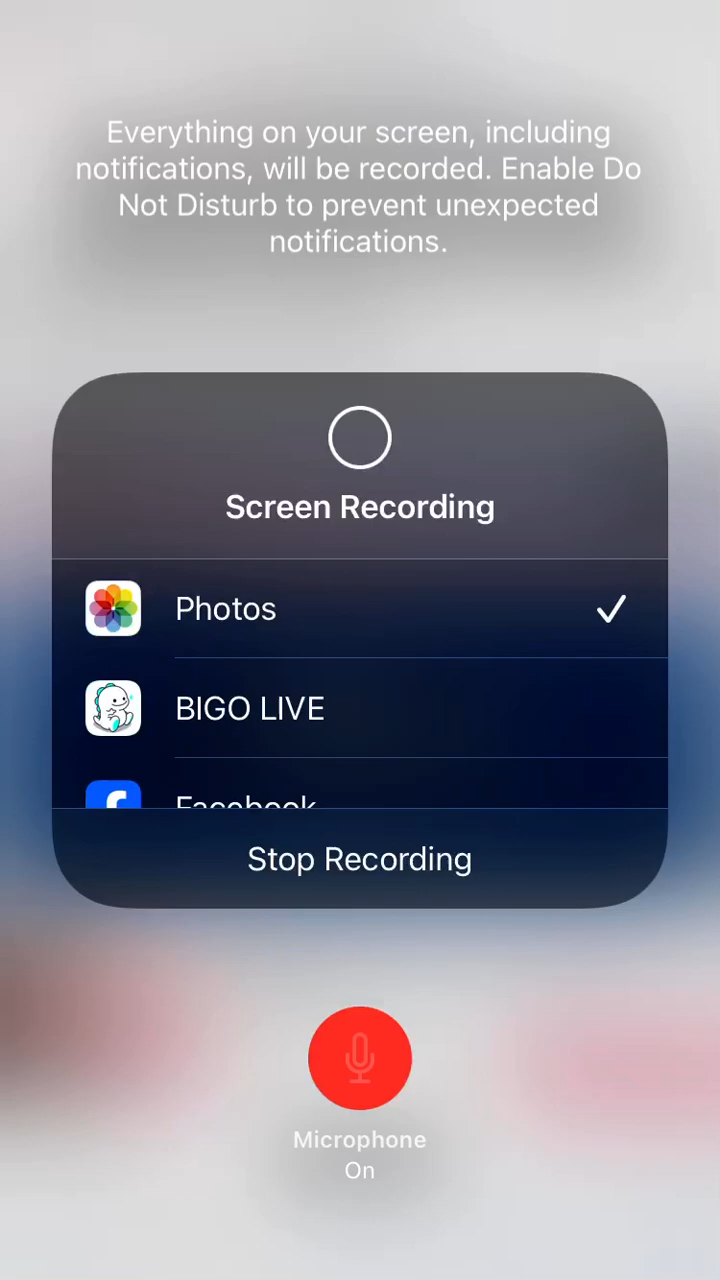 Everything on your screen, including
notifications, will be recorded. Enable Do
Not Disturb to prevent unexpected
notifications.
Screen Recording
Photos
BIGO LIVE
Facebook
Stop Recording
Microphone
On